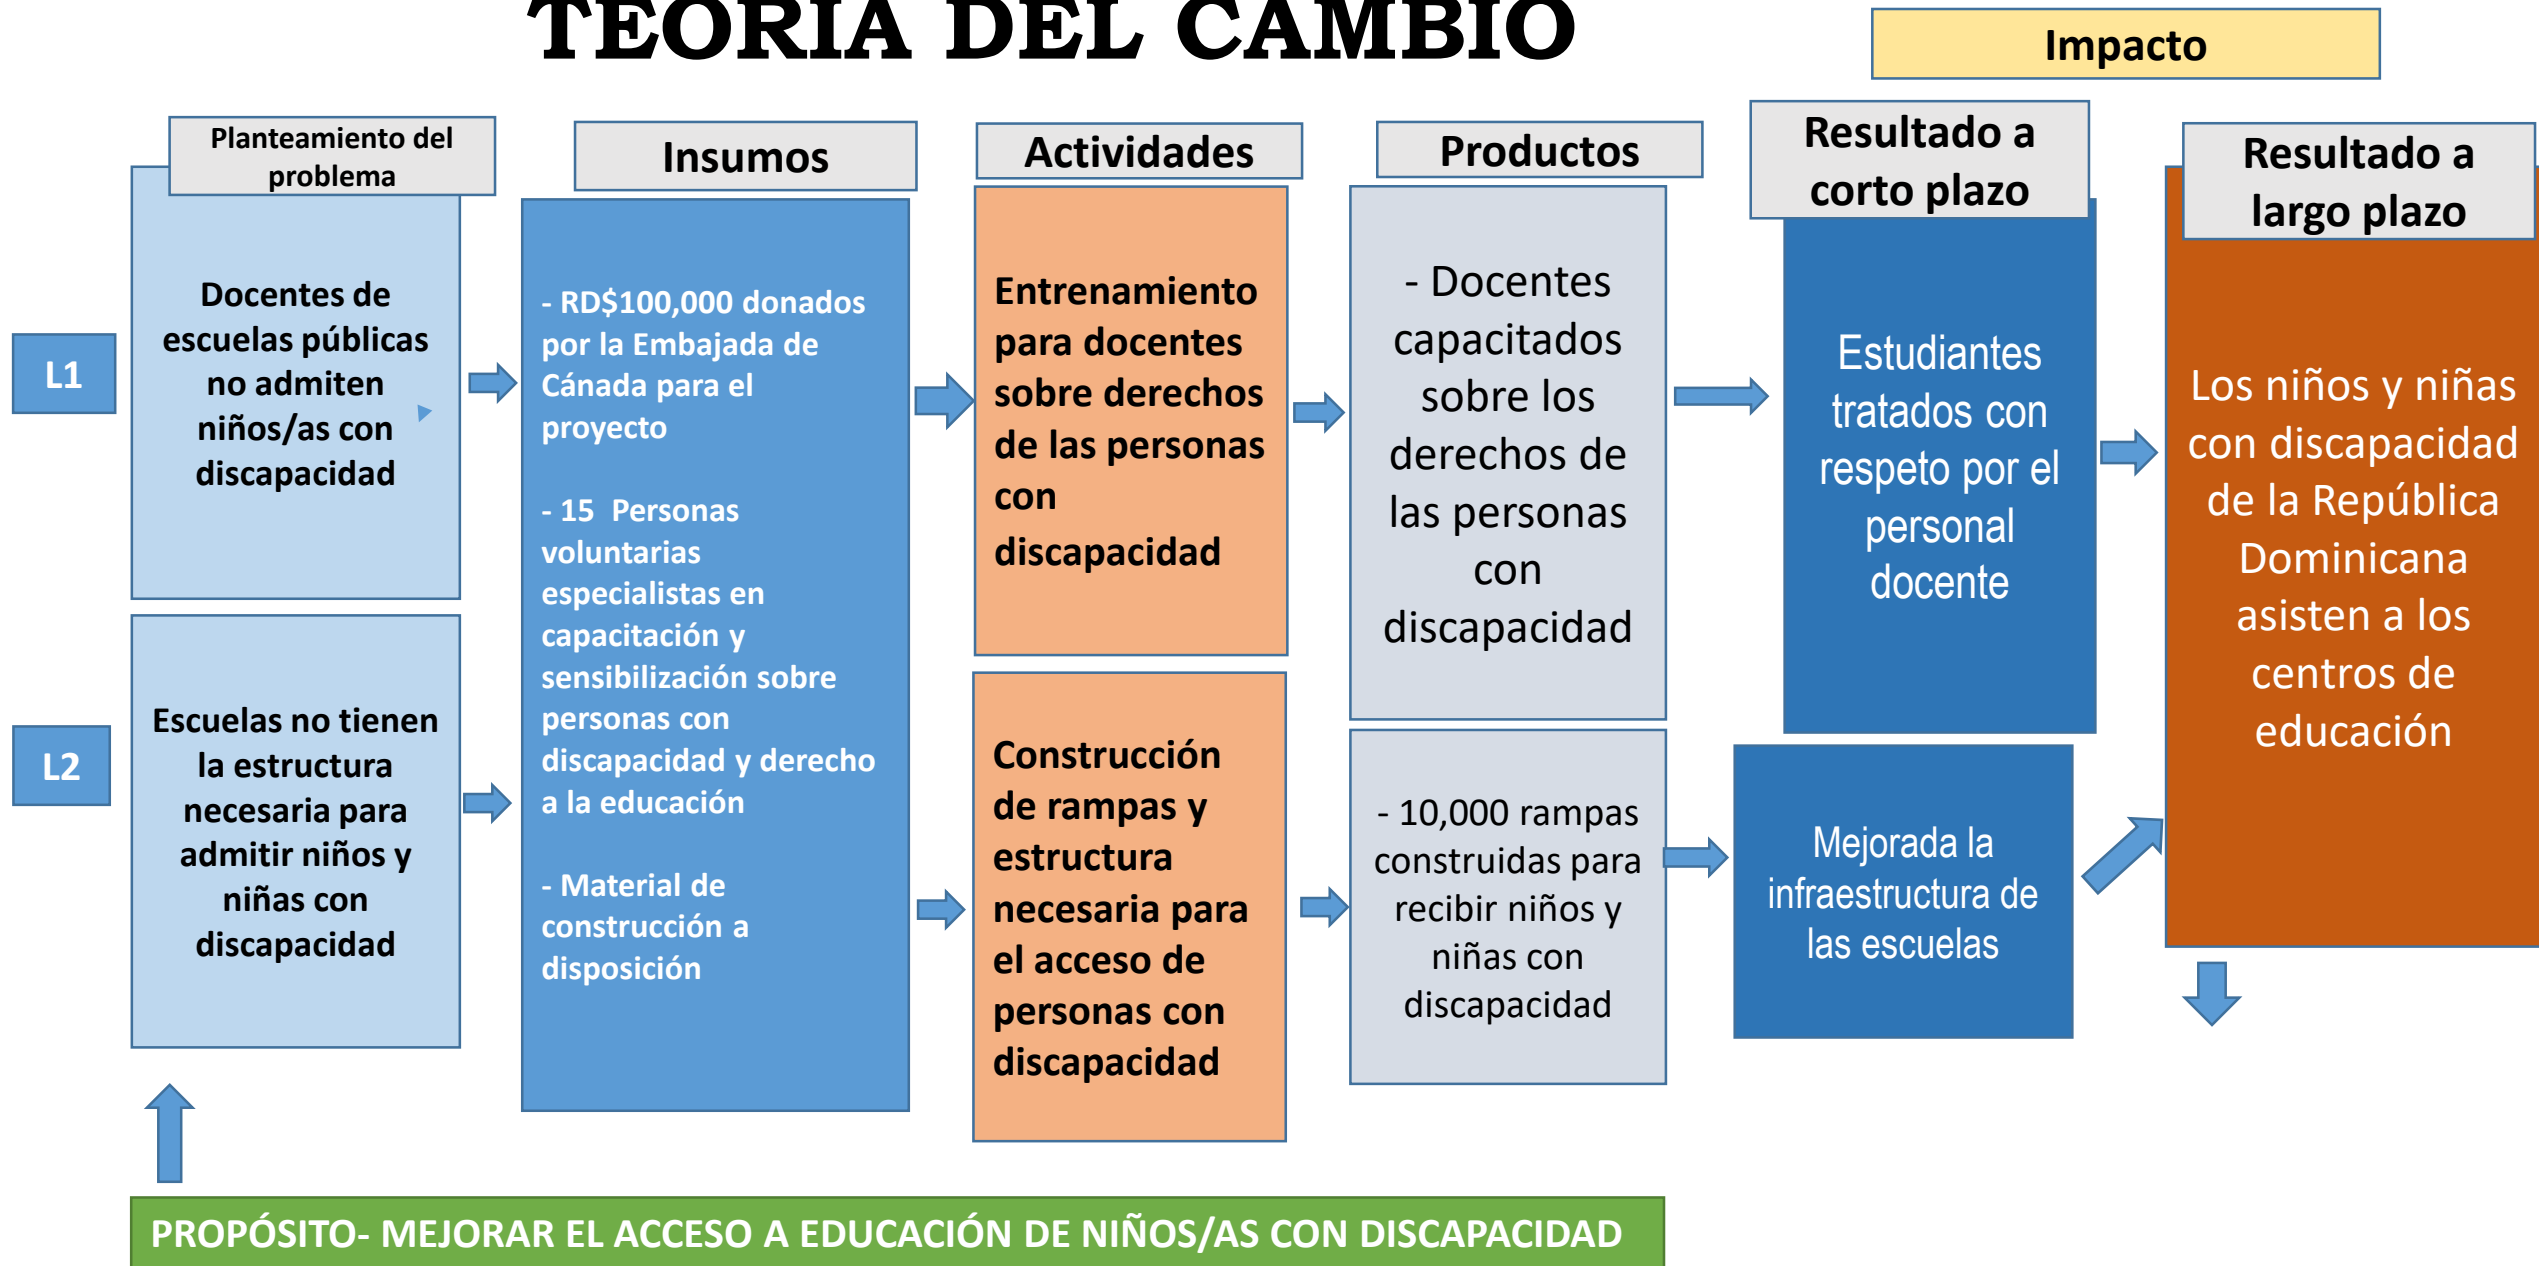 TEORIA DEL CAMBIO
Impacto
Planteamiento del
problema
Insumos
Actividades
Productos
Resultado a
corto plazo
Resultado a
largo plazo
L1
Docentes de
escuelas públicas
no admiten
niños/as con
discapacidad
L2
Escuelas no tienen
la estructura
necesaria para
admitir niños y
niñas con
discapacidad
- RD$100,000 donados
por la Embajada de
Cánada para el
proyecto
- 15 Personas
voluntarias
especialistas en
capacitación y
sensibilización sobre
personas con
discapacidad y derecho
a la educación
- Material de
construcción a
disposición
Entrenamiento
para docentes
sobre derechos
de las personas
con
discapacidad
Construcción
de rampas y
estructura
necesaria para
el acceso de
personas con
discapacidad
- Docentes
capacitados
sobre los
derechos de
las personas
con
discapacidad
- 10,000 rampas
construidas para
recibir niños y
niñas con
discapacidad
Estudiantes
tratados con
respeto por el
personal
docente
Mejorada la
infraestructura de
las escuelas
Los niños y niñas
con discapacidad
de la República
Dominicana
asisten a los
centros de
educación
PROPÓSITO- MEJORAR EL ACCESO A EDUCACIÓN DE NIÑOS/AS CON DISCAPACIDAD